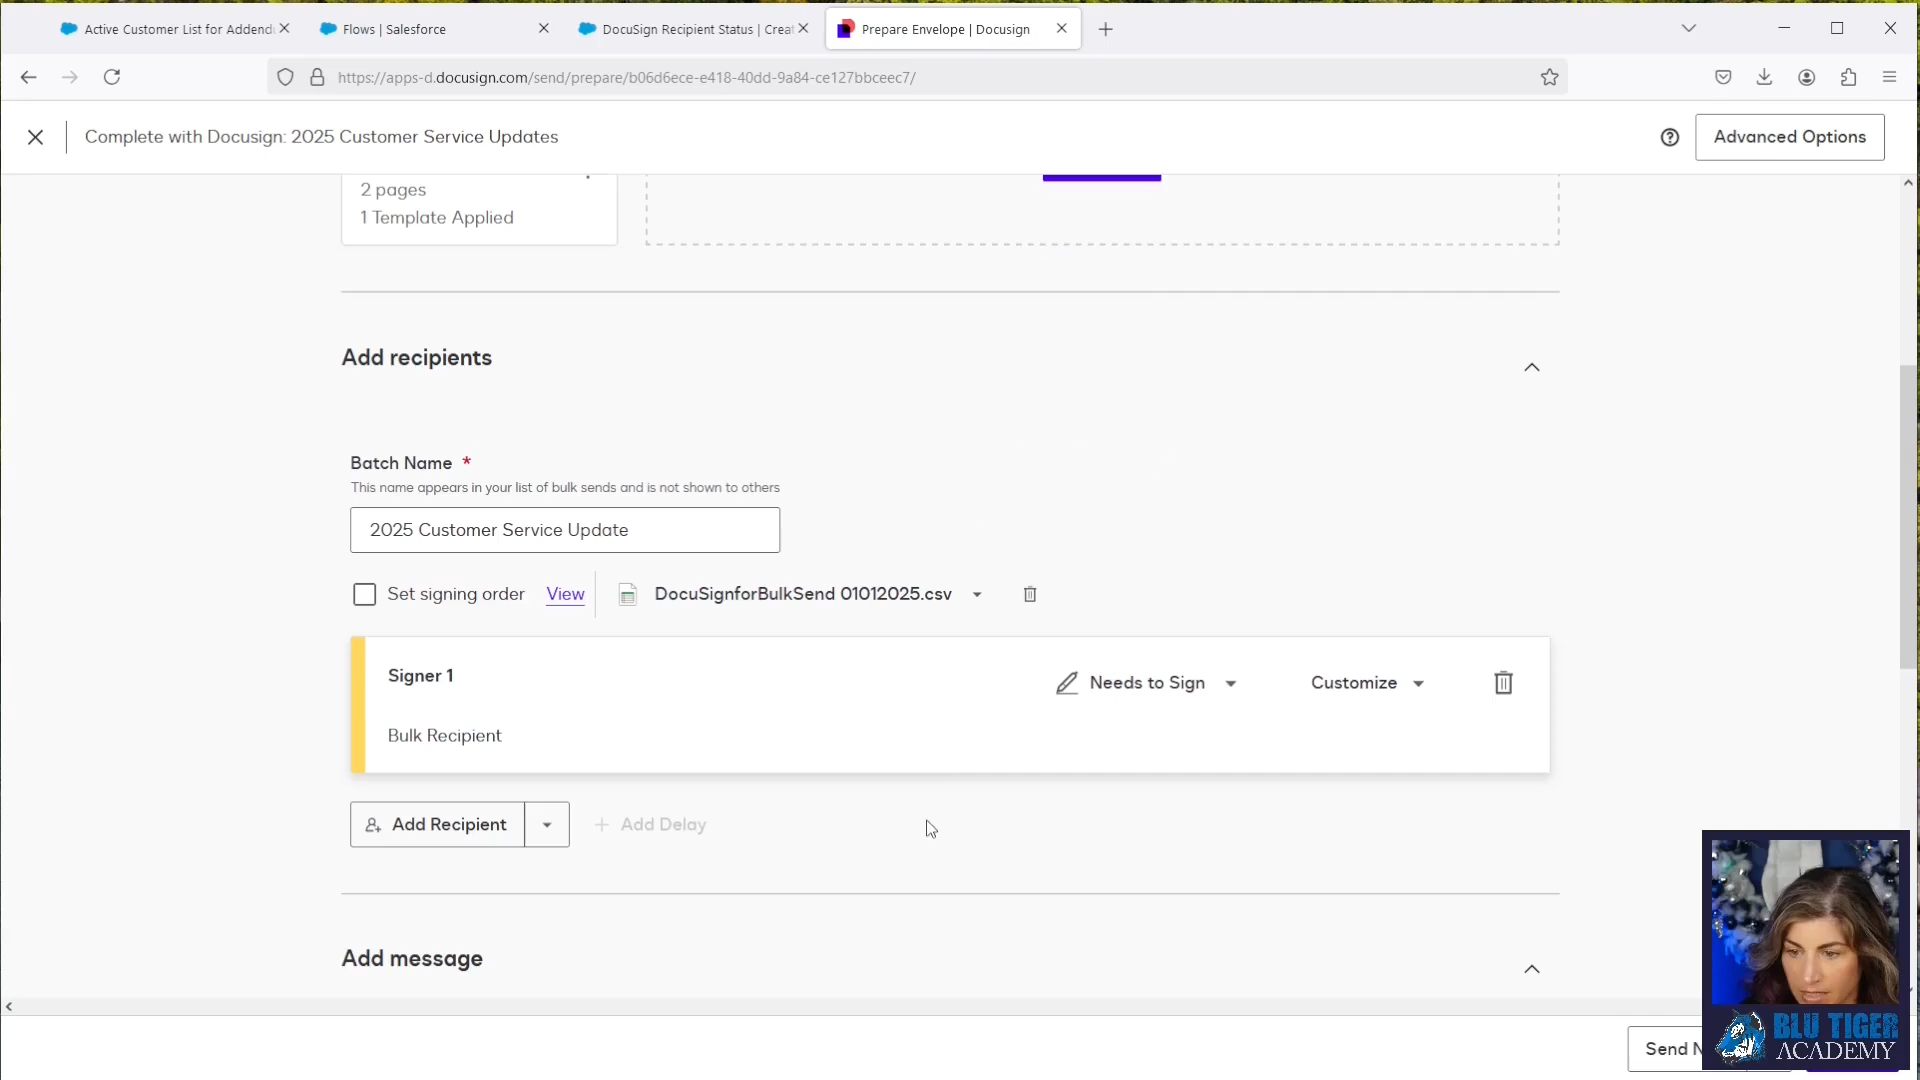 Active Customer List for Addend
Flows | Salesforce
DocuSign Recipient Status | Creat
Prepare Envelope | Docusign
https://apps-d.docusign.com/send/prepare/b06d6ece-e418-40dd-9a84-ce127bbceec7/
Complete with Docusign: 2025 Customer Service Updates
Advanced Options
2 pages
1 Template Applied
Add recipients
Batch Name *
This name appears in your list of bulk sends and is not shown to others
2025 Customer Service Update
Set signing order
View
DocuSignforBulkSend 01012025.csv
Signer 1
Needs to Sign
Customize
Bulk Recipient
Add Recipient
Add Delay
Add message
Send N
BLU TIGER
ACADEMY